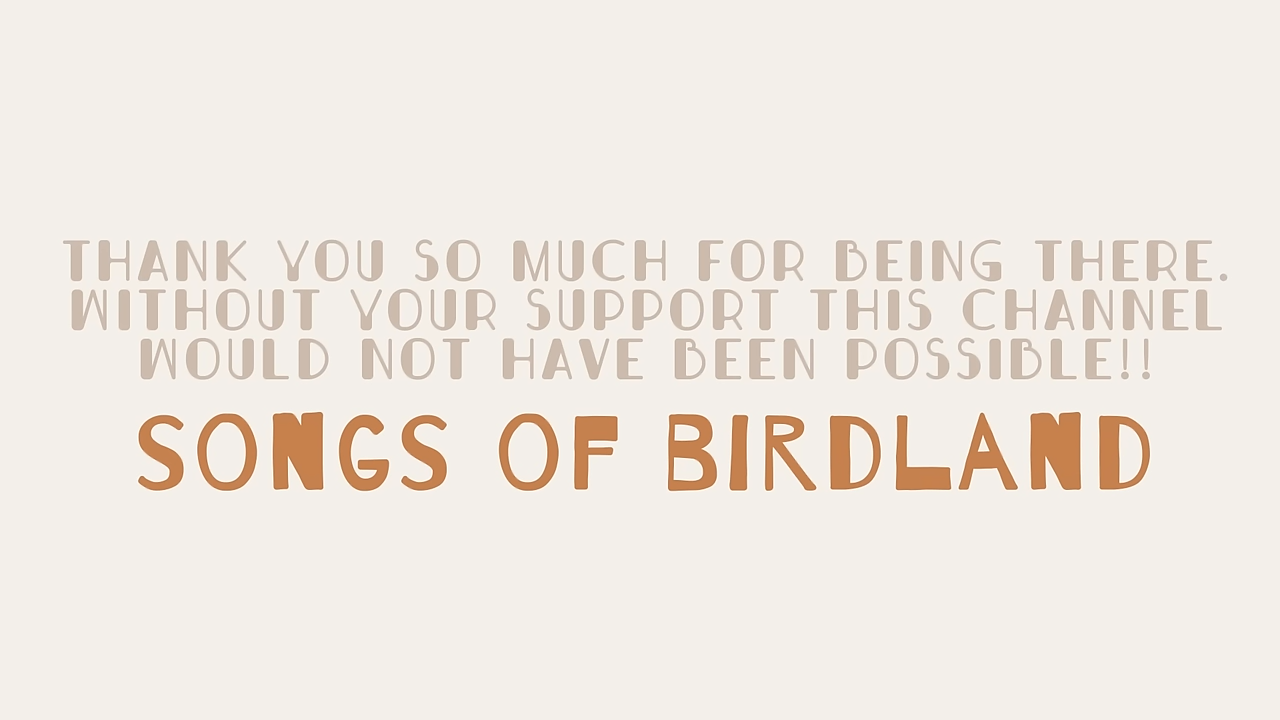 THANK YOU SO MUCH FOR BEING THERE.
WITHOUT YOUR SUPPORT THIS CHANNEL
WOULD NOT HAVE BEEN POSSIBLE!!
SONGS OF BIRDLAND